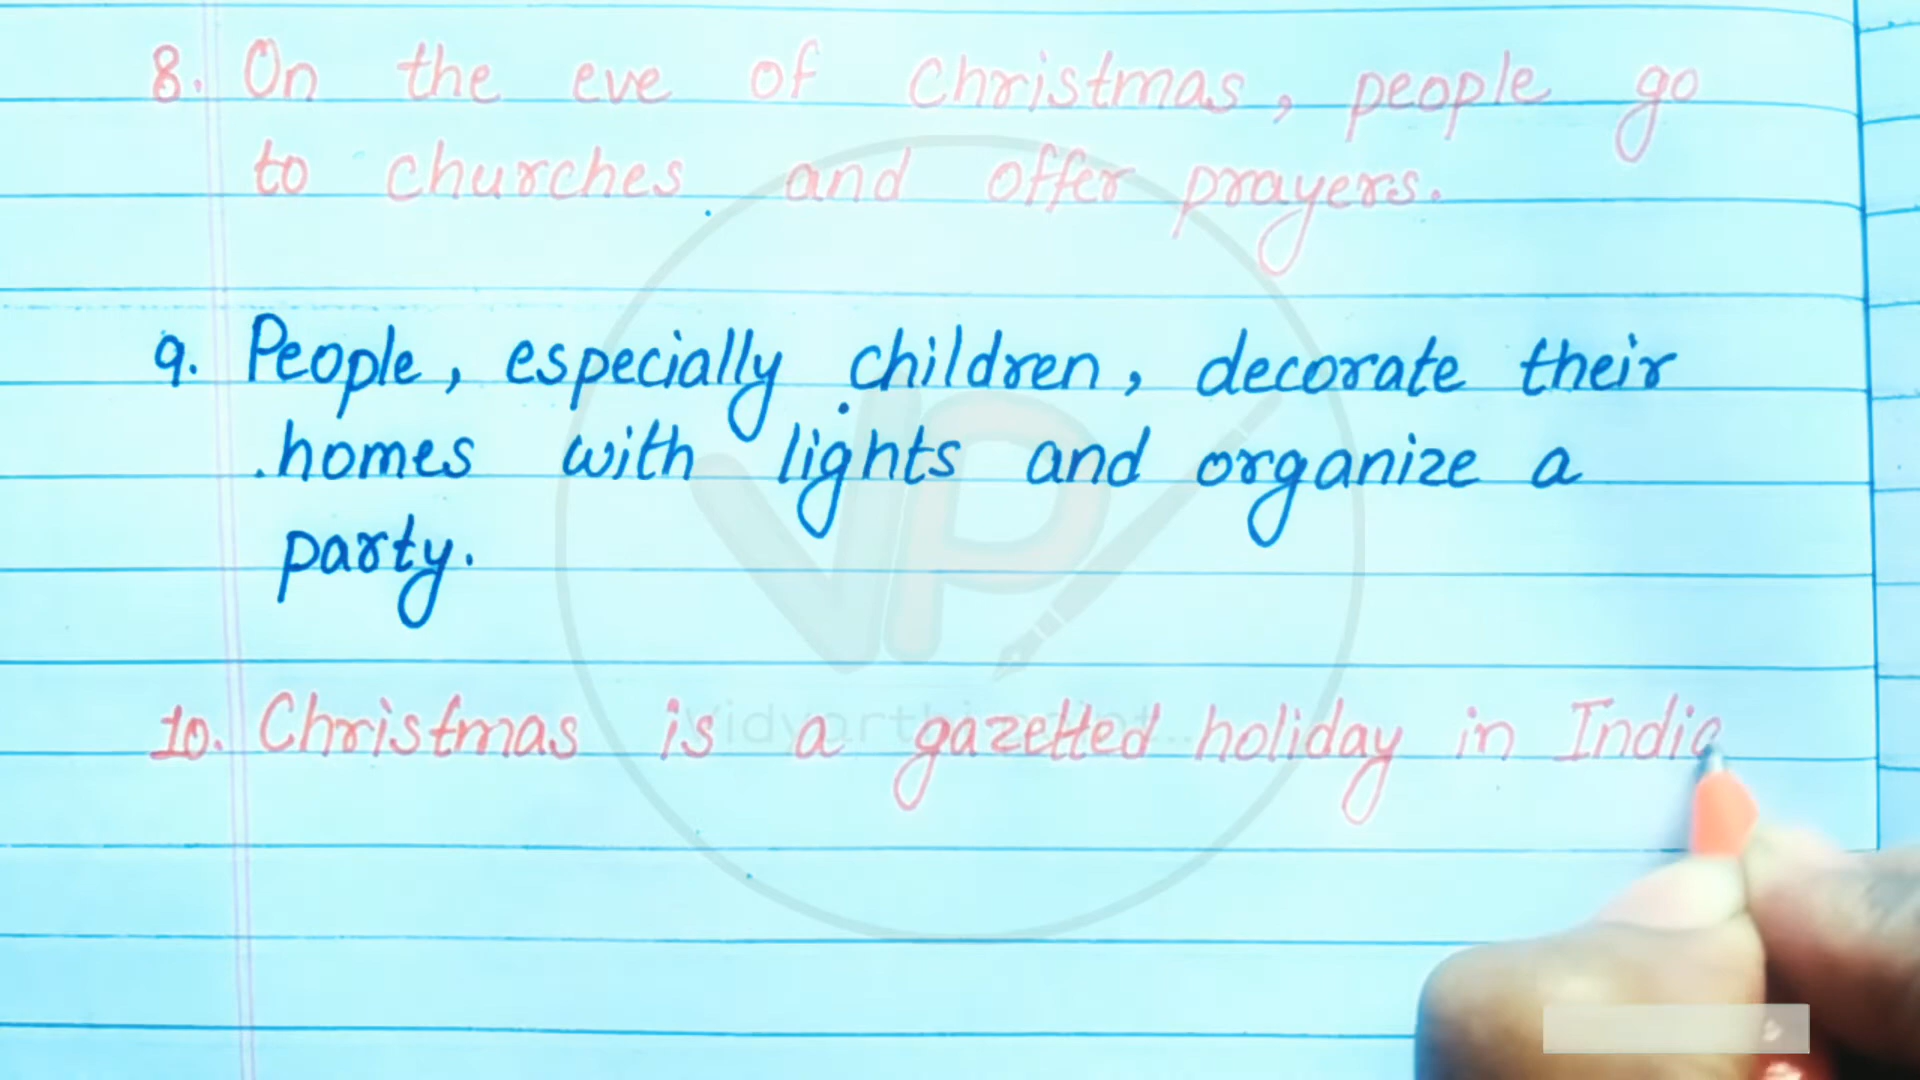 8. On the eve of Christmas, people go
to churches and offer prayers.
9. People, especially children, decorate their
homes with lights and organize a
party.
10. Christmas is a gazetted holiday in India
VP